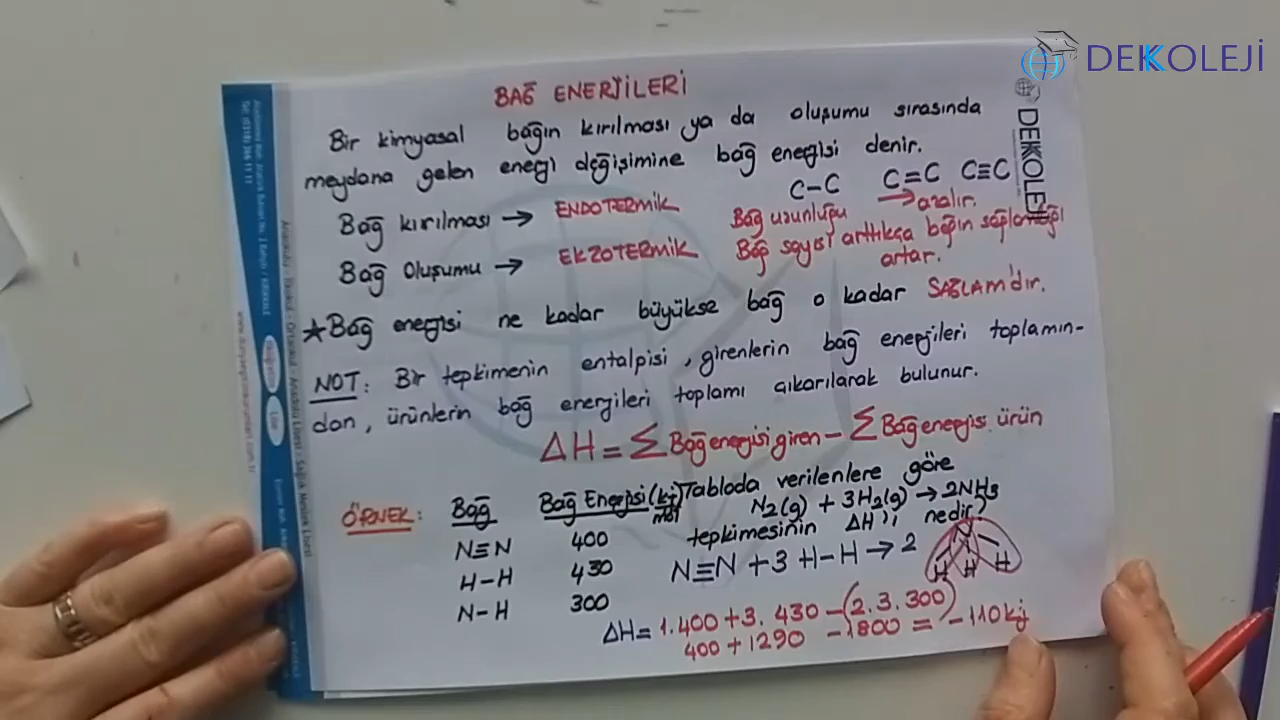 DEKKOLEJİ
BAĞ ENERJİLERİ
Bir kimyasal bağın kırılması ya da oluşumu sırasında
meydana gelen enerji değişimine bağ enerjisi denir.
C-C C=C C≡C
Bağ kırılması → ENDOTERMİK
Bağ uzunluğu → azalır.
Bağ Oluşumu → EKZOTERMİK
Bağ sayısı arttıkça bağın sağlamlığı
artar.
★Bağ enerjisi ne kadar büyükse bağ o kadar SAĞLAM'dır.
NOT: Bir tepkimenin entalpisi, girenlerin bağ enerjileri toplamın-
dan, ürünlerin bağ enerjileri toplamı çıkarılarak bulunur.
ΔH = Σ Bağ enerjisi giren - Σ Bağ enerjis. ürün
ÖRNEK: Bağ Bağ Enerjisi (kj/mol)
N≡N 400
H-H 430
N-H 300
Tabloda verilenlere göre
N₂(g) + 3H₂(g) → 2NH₃
tepkimesinin ΔH'ı nedir?
N≡N + 3 H-H → 2
H H H
ΔH = 1.400 + 3. 430 - (2.3.300)
400 + 1290 - 1800 = - 110 kj
DEKOLEJİ